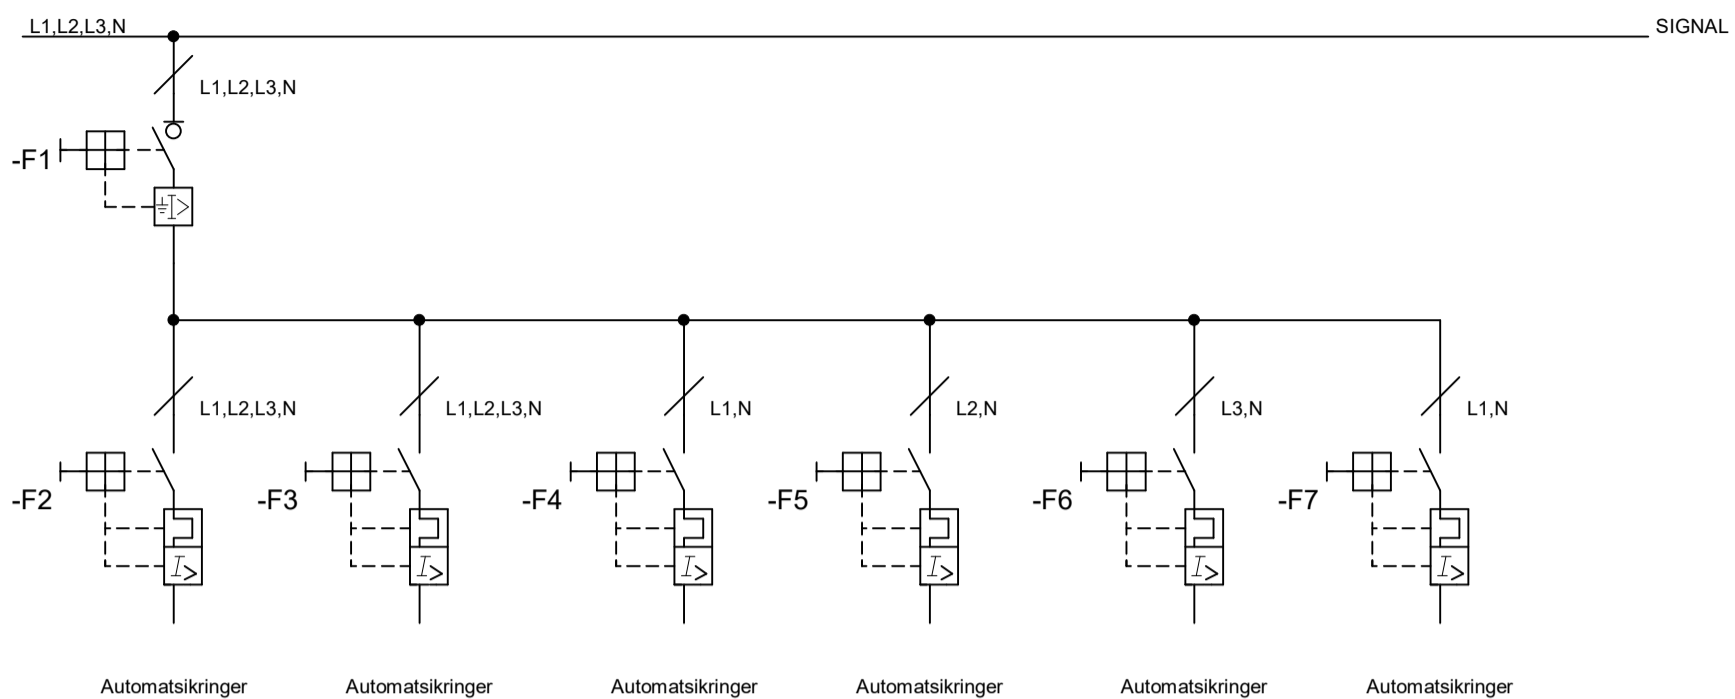 L1,L2,L3,N
SIGNAL
L1,L2,L3,N
-F1
I>
L1,L2,L3,N
L1,L2,L3,N
L1,N
L2,N
L3,N
L1,N
-F2
-F3
-F4
-F5
-F6
-F7
I>
I>
I>
I>
I>
I>
Automatsikringer
Automatsikringer
Automatsikringer
Automatsikringer
Automatsikringer
Automatsikringer